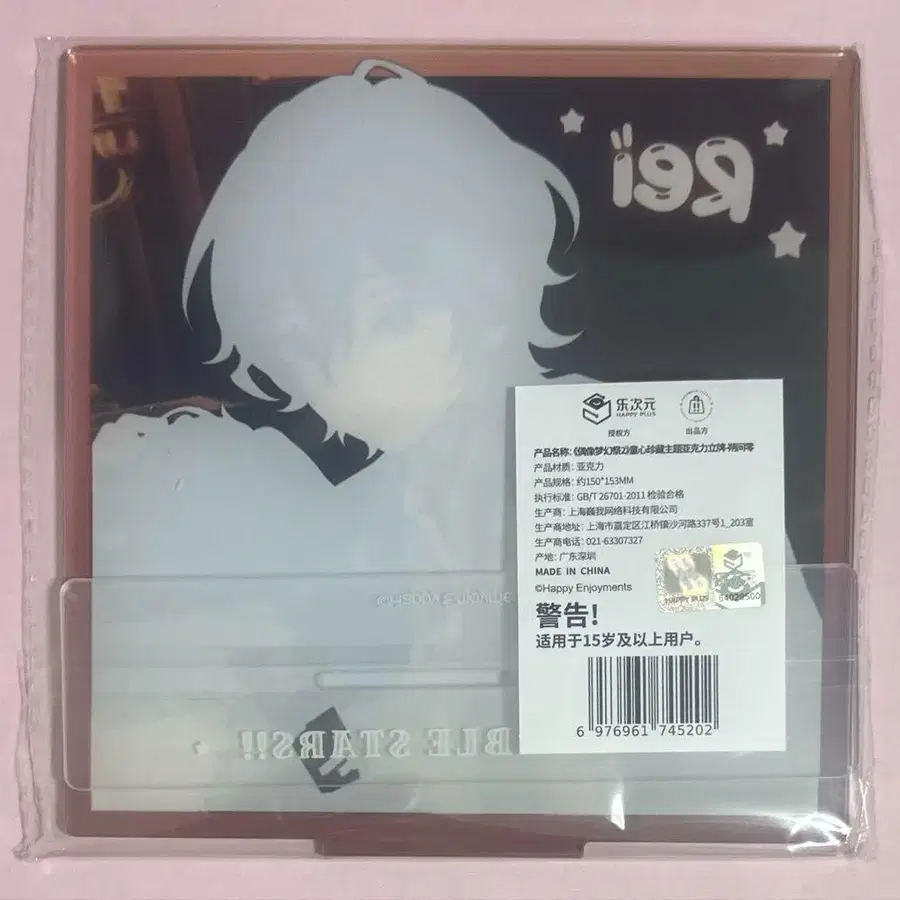 Rei
乐次元
HAPPY PLUS
授权方
出品方
产品名称:《偶像梦幻祭2》童心珍藏主题亚克力立牌-朔间零
产品材质: 亚克力
产品规格: 约150*153MM
执行标准: GB/T 26701-2011 检验合格
生产商: 上海巍我网络科技有限公司
生产商地址: 上海市嘉定区江桥镇沙河路337号1_203室
生产商电话: 021-63307327
产地: 广东深圳
MADE IN CHINA
©Happy Enjoyments
HAPPY PLUS
64029500
警告!
适用于15岁及以上用户。
6 976961 745202
BLE STARS!!